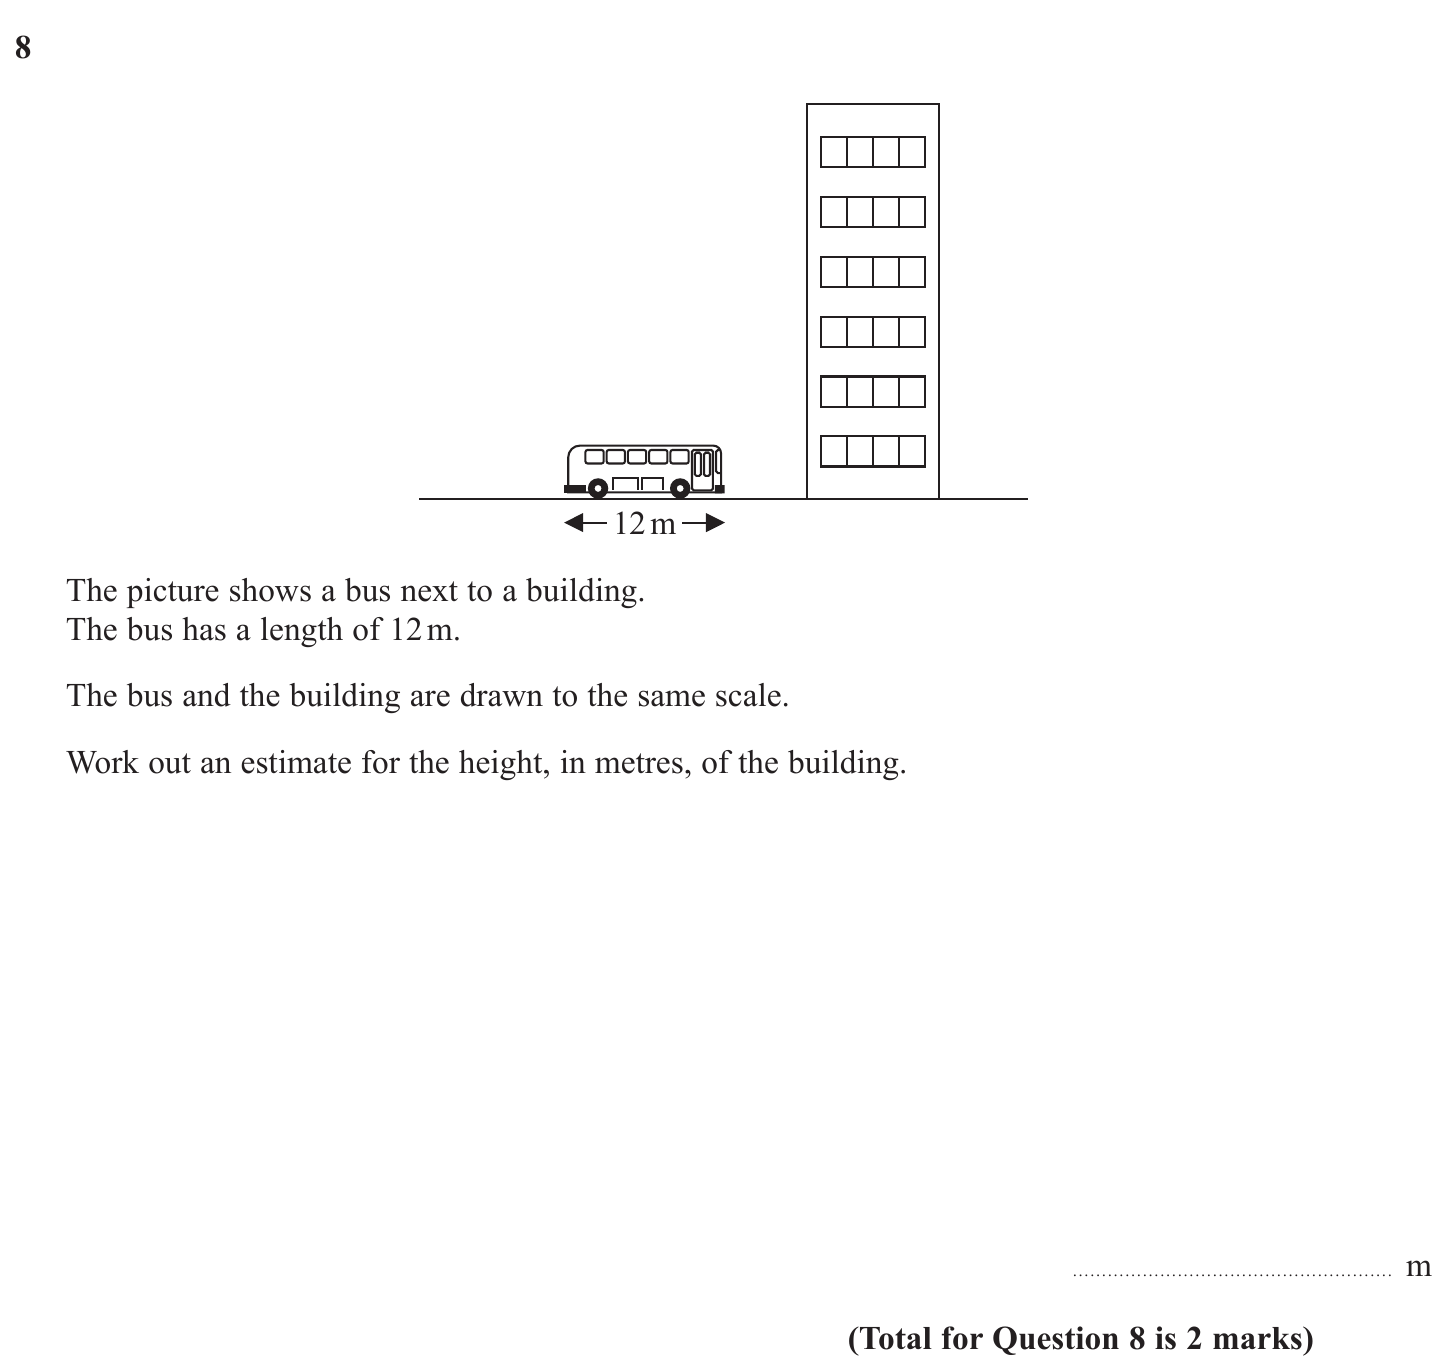 8
12 m
The picture shows a bus next to a building.
The bus has a length of 12 m.
The bus and the building are drawn to the same scale.
Work out an estimate for the height, in metres, of the building.
........................................................ m
(Total for Question 8 is 2 marks)